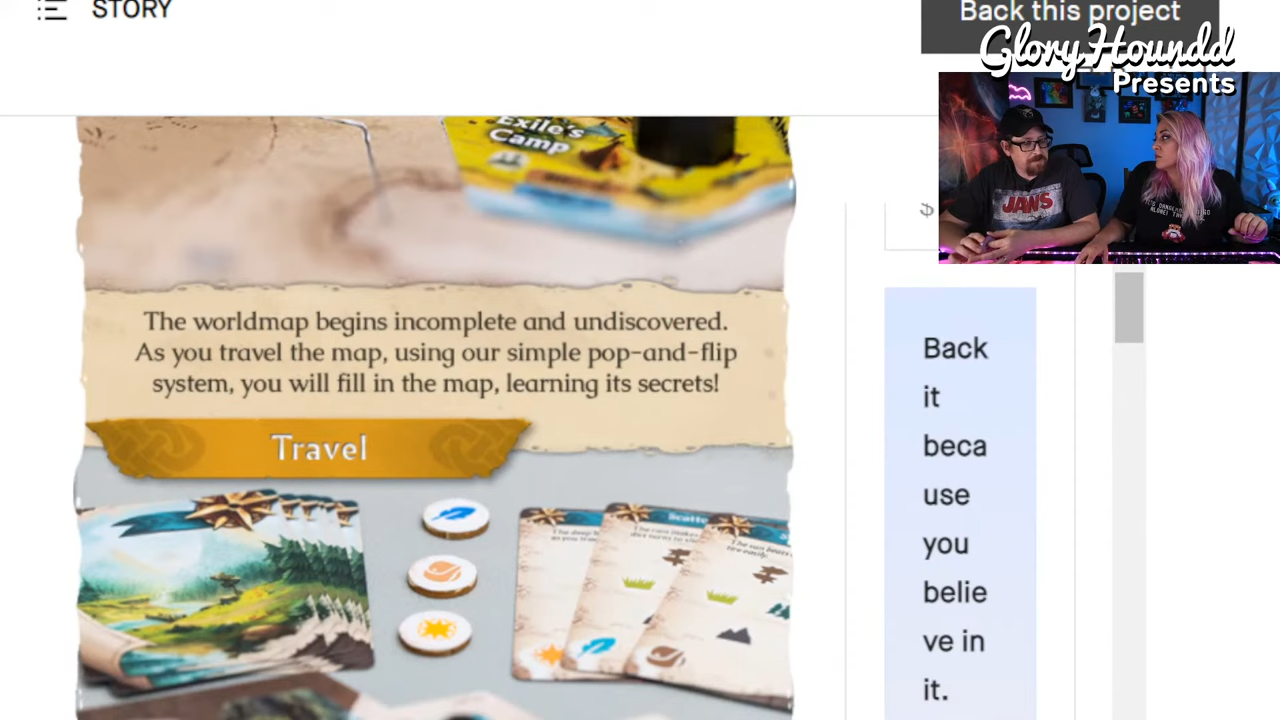 STORY
Back this project
GloryHoundd
Presents
Exile's
Camp
$
JAWS
The worldmap begins incomplete and undiscovered.
As you travel the map, using our simple pop-and-flip
system, you will fill in the map, learning its secrets!
Travel
Back
it
beca
use
you
belie
ve in
it.